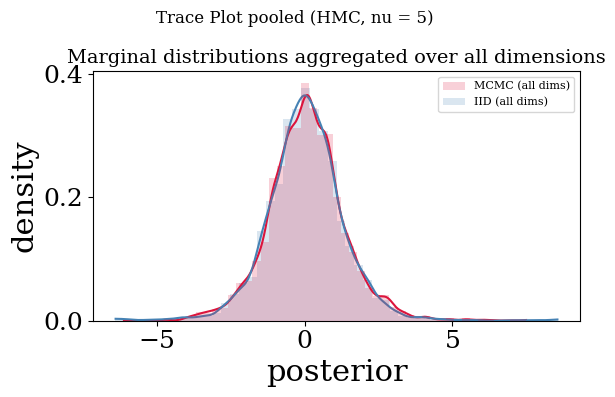 Trace Plot pooled (HMC, nu = 5)
Marginal distributions aggregated over all dimensions
MCMC (all dims)
IID (all dims)
density
0.4
0.2
0.0
−5
0
5
posterior